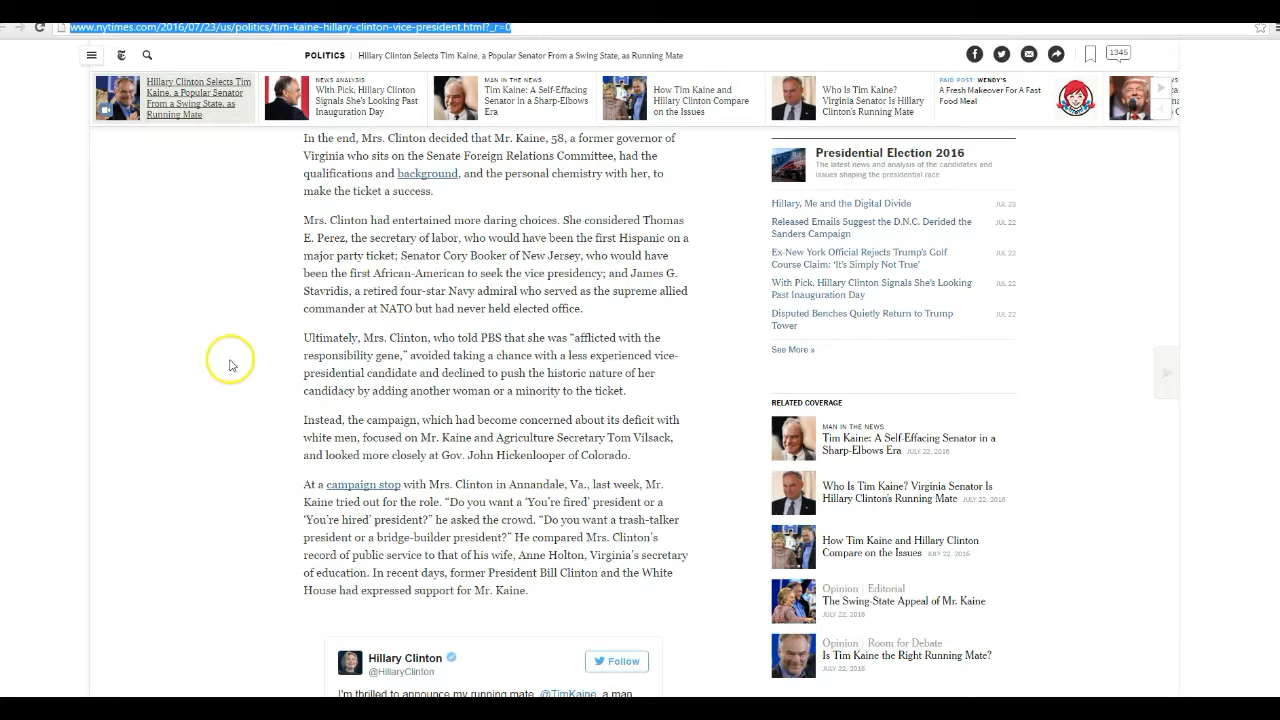 www.nytimes.com/2016/07/23/us/politics/tim-kaine-hillary-clinton-vice-president.html?_r=0
POLITICS | Hillary Clinton Selects Tim Kaine, a Popular Senator From a Swing State, as Running Mate
1345
Hillary Clinton Selects Tim
Kaine, a Popular Senator
From a Swing State, as
Running Mate
NEWS ANALYSIS
With Pick, Hillary Clinton
Signals She's Looking Past
Inauguration Day
MAN IN THE NEWS
Tim Kaine: A Self-Effacing
Senator in a Sharp-Elbows
Era
How Tim Kaine and
Hillary Clinton Compare
on the Issues
Who Is Tim Kaine?
Virginia Senator Is Hillary
Clinton's Running Mate
PAID POST: WENDY'S
A Fresh Makeover For A Fast
Food Meal
In the end, Mrs. Clinton decided that Mr. Kaine, 58, a former governor of
Virginia who sits on the Senate Foreign Relations Committee, had the
qualifications and background, and the personal chemistry with her, to
make the ticket a success.
Mrs. Clinton had entertained more daring choices. She considered Thomas
E. Perez, the secretary of labor, who would have been the first Hispanic on a
major party ticket; Senator Cory Booker of New Jersey, who would have
been the first African-American to seek the vice presidency; and James G.
Stavridis, a retired four-star Navy admiral who served as the supreme allied
commander at NATO but had never held elected office.
Ultimately, Mrs. Clinton, who told PBS that she was “afflicted with the
responsibility gene,” avoided taking a chance with a less experienced vice-
presidential candidate and declined to push the historic nature of her
candidacy by adding another woman or a minority to the ticket.
Instead, the campaign, which had become concerned about its deficit with
white men, focused on Mr. Kaine and Agriculture Secretary Tom Vilsack,
and looked more closely at Gov. John Hickenlooper of Colorado.
At a campaign stop with Mrs. Clinton in Annandale, Va., last week, Mr.
Kaine tried out for the role. “Do you want a ‘You’re fired’ president or a
‘You’re hired’ president?” he asked the crowd. “Do you want a trash-talker
president or a bridge-builder president?” He compared Mrs. Clinton’s
record of public service to that of his wife, Anne Holton, Virginia’s secretary
of education. In recent days, former President Bill Clinton and the White
House had expressed support for Mr. Kaine.
Hillary Clinton
@HillaryClinton
Follow
I'm thrilled to announce my running mate, @TimKaine, a man
Presidential Election 2016
The latest news and analysis of the candidates and
issues shaping the presidential race.
Hillary, Me and the Digital Divide JUL 23
Released Emails Suggest the D.N.C. Derided the JUL 22
Sanders Campaign
Ex-New York Official Rejects Trump's Golf JUL 22
Course Claim: 'It's Simply Not True'
With Pick, Hillary Clinton Signals She's Looking JUL 22
Past Inauguration Day
Disputed Benches Quietly Return to Trump JUL 22
Tower
See More »
RELATED COVERAGE
MAN IN THE NEWS
Tim Kaine: A Self-Effacing Senator in a
Sharp-Elbows Era JULY 22, 2016
Who Is Tim Kaine? Virginia Senator Is
Hillary Clinton's Running Mate JULY 22, 2016
How Tim Kaine and Hillary Clinton
Compare on the Issues JULY 22, 2016
Opinion | Editorial
The Swing-State Appeal of Mr. Kaine
JULY 22, 2016
Opinion | Room for Debate
Is Tim Kaine the Right Running Mate?
JULY 22, 2016